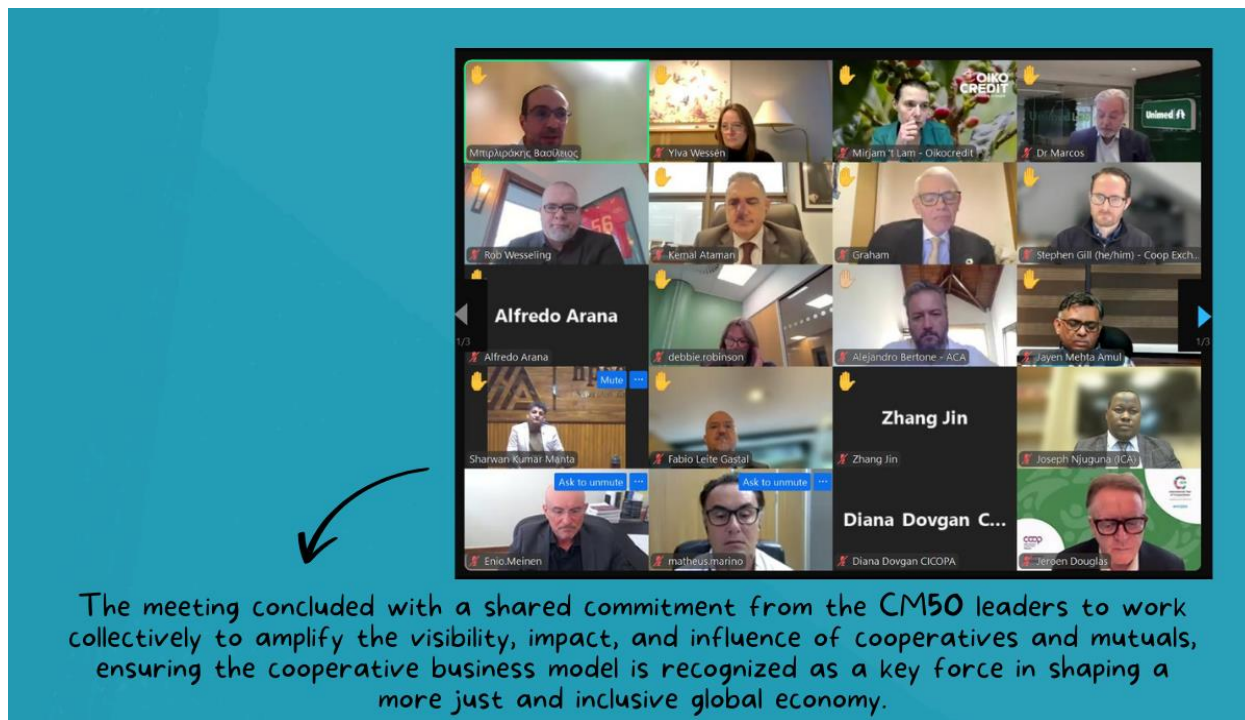 OIKO
CREDIT
Unimed
Μπιρλιράκης Βασίλειος
Ylva Wessén
Mirjam 't Lam - Oikocredit
Dr Marcos
56
Rob Wesseling
Kemal Ataman
Graham
Stephen Gill (he/him) - Coop Exch...
Alfredo Arana
1/3
1/3
Alfredo Arana
debbie.robinson
Alejandro Bertone - ACA
Jayen Mehta Amul
Mute
Zhang Jin
Sharwan Kumar Manta
Fabio Leite Gastal
Zhang Jin
Joseph Njuguna (ICA)
Ask to unmute
Ask to unmute
Diana Dovgan C...
coop
Enio.Meinen
matheus.marino
Diana Dovgan CICOPA
Jeroen Douglas
The meeting concluded with a shared commitment from the CM50 leaders to work
collectively to amplify the visibility, impact, and influence of cooperatives and mutuals,
ensuring the cooperative business model is recognized as a key force in shaping a
more just and inclusive global economy.